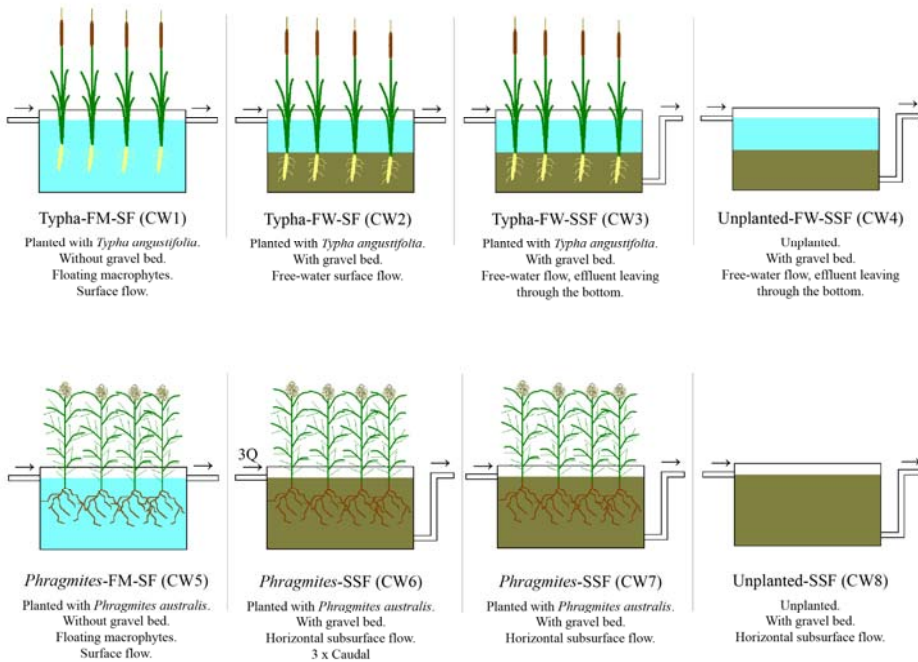 Typha-FM-SF (CW1)
Planted with Typha angustifolia.
Without gravel bed.
Floating macrophytes.
Surface flow.
Typha-FW-SF (CW2)
Planted with Typha angustifolia.
With gravel bed.
Free-water surface flow.
Typha-FW-SSF (CW3)
Planted with Typha angustifolia.
With gravel bed.
Free-water flow, effluent leaving
through the bottom.
Unplanted-FW-SSF (CW4)
Unplanted.
With gravel bed.
Free-water flow, effluent leaving
through the bottom.
Phragmites-FM-SF (CW5)
Planted with Phragmites australis.
Without gravel bed.
Floating macrophytes.
Surface flow.
3Q
Phragmites-SSF (CW6)
Planted with Phragmites australis.
With gravel bed.
Horizontal subsurface flow.
3 x Caudal
Phragmites-SSF (CW7)
Planted with Phragmites australis.
With gravel bed.
Horizontal subsurface flow.
Unplanted-SSF (CW8)
Unplanted.
With gravel bed.
Horizontal subsurface flow.